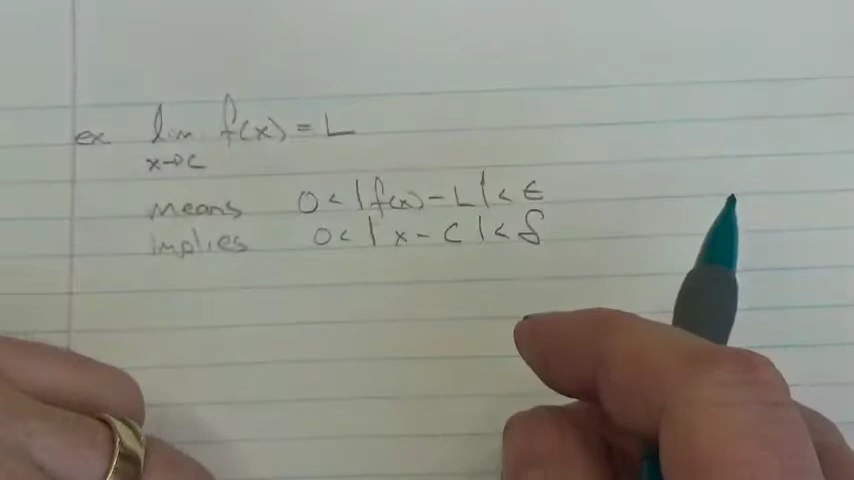 ex lim f(x) = L
x→c
means 0 < |f(x) - L| < ε
implies 0 < | x - c | < δ